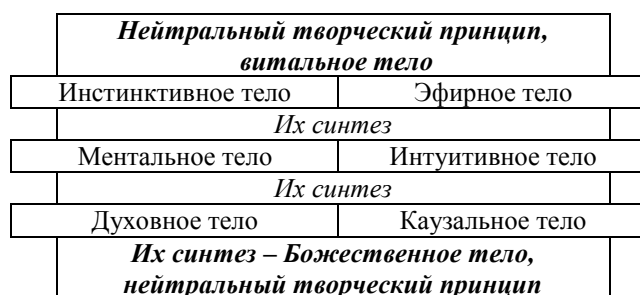 Нейтральный творческий принцип,
витальное тело
Инстинктивное тело Эфирное тело
Их синтез
Ментальное тело Интуитивное тело
Их синтез
Духовное тело Каузальное тело
Их синтез – Божественное тело,
нейтральный творческий принцип